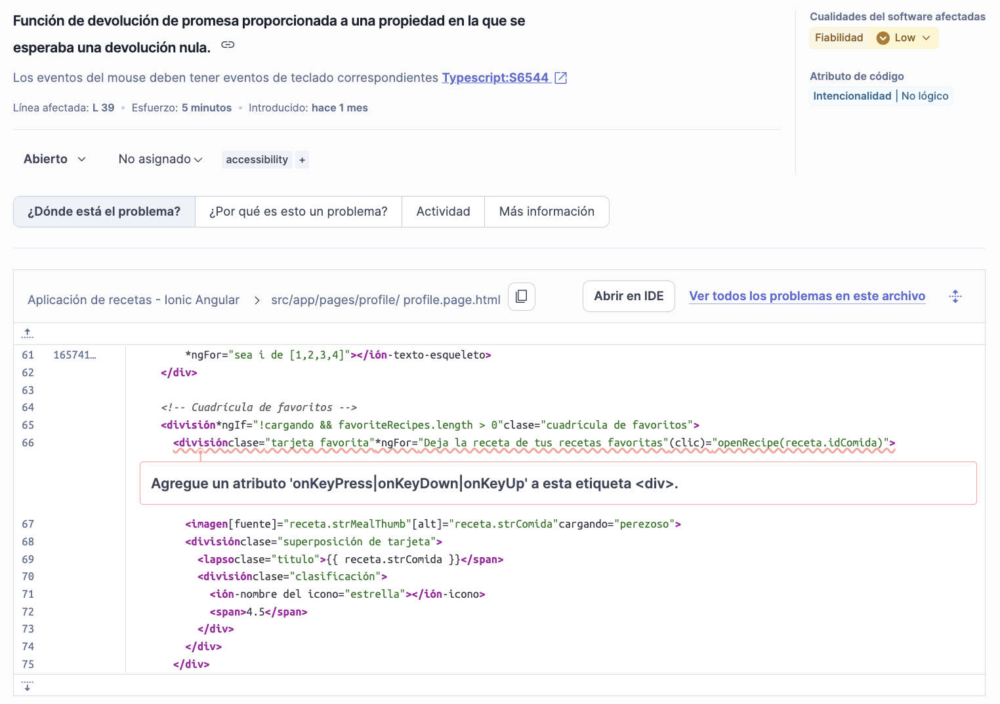 Función de devolución de promesa proporcionada a una propiedad en la que se
esperaba una devolución nula.
Los eventos del mouse deben tener eventos de teclado correspondientes Typescript:S6544
Línea afectada: L 39 • Esfuerzo: 5 minutos • Introducido: hace 1 mes
Cualidades del software afectadas
Fiabilidad Low
Atributo de código
Intencionalidad | No lógico
Abierto No asignado accessibility +
¿Dónde está el problema? ¿Por qué es esto un problema? Actividad Más información
Aplicación de recetas - Ionic Angular > src/app/pages/profile/ profile.page.html Abrir en IDE Ver todos los problemas en este archivo
61 165741… *ngFor="sea i de [1,2,3,4]"></ión-texto-esqueleto>
62 </div>
63
64 <!-- Cuadrícula de favoritos -->
65 <división*ngIf="!cargando && favoriteRecipes.length > 0"clase="cuadrícula de favoritos">
66 <divisiónclase="tarjeta favorita"*ngFor="Deja la receta de tus recetas favoritas"(clic)="openRecipe(receta.idComida)">
Agregue un atributo 'onKeyPress|onKeyDown|onKeyUp' a esta etiqueta <div>.
67 <imagen[fuente]="receta.strMealThumb"[alt]="receta.strComida"cargando="perezoso">
68 <divisiónclase="superposición de tarjeta">
69 <lapsoclase="título">{{ receta.strComida }}</span>
70 <divisiónclase="clasificación">
71 <ión-nombre del icono="estrella"></ión-icono>
72 <span>4.5</span>
73 </div>
74 </div>
75 </div>